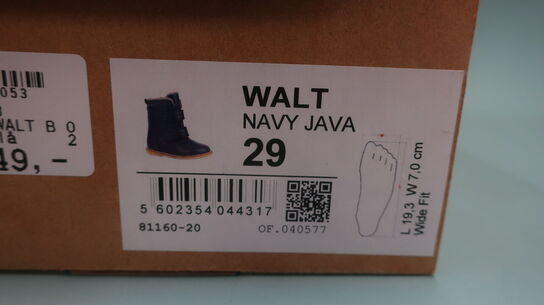 053
WALT B 0
2
49,-
WALT
NAVY JAVA
29
5 602354 044317
81160-20
OF.040577
L 19,3 W 7,0 cm
Wide Fit